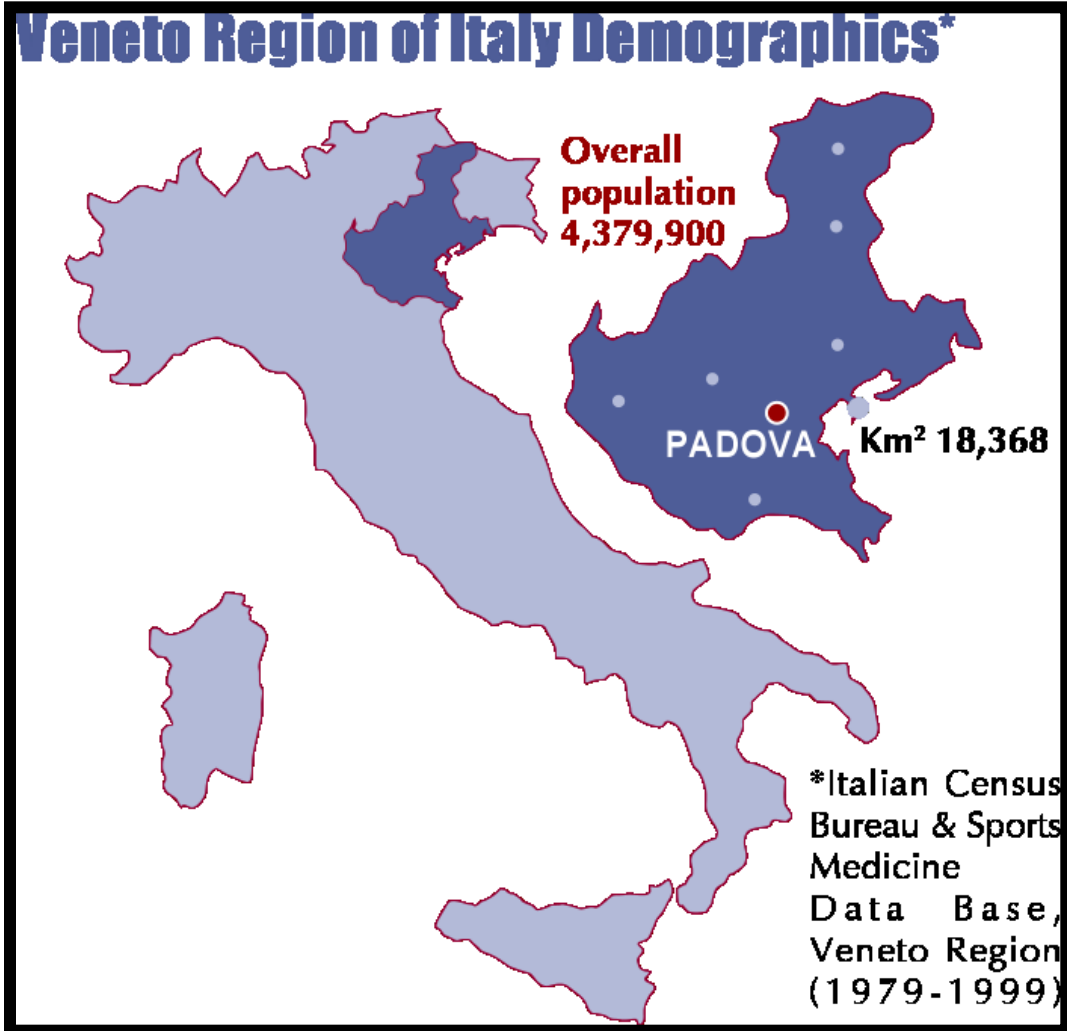 Veneto Region of Italy Demographics*
Overall
population
4,379,900
PADOVA
Km² 18,368
*Italian Census
Bureau & Sports
Medicine
Data Base,
Veneto Region
(1979-1999)